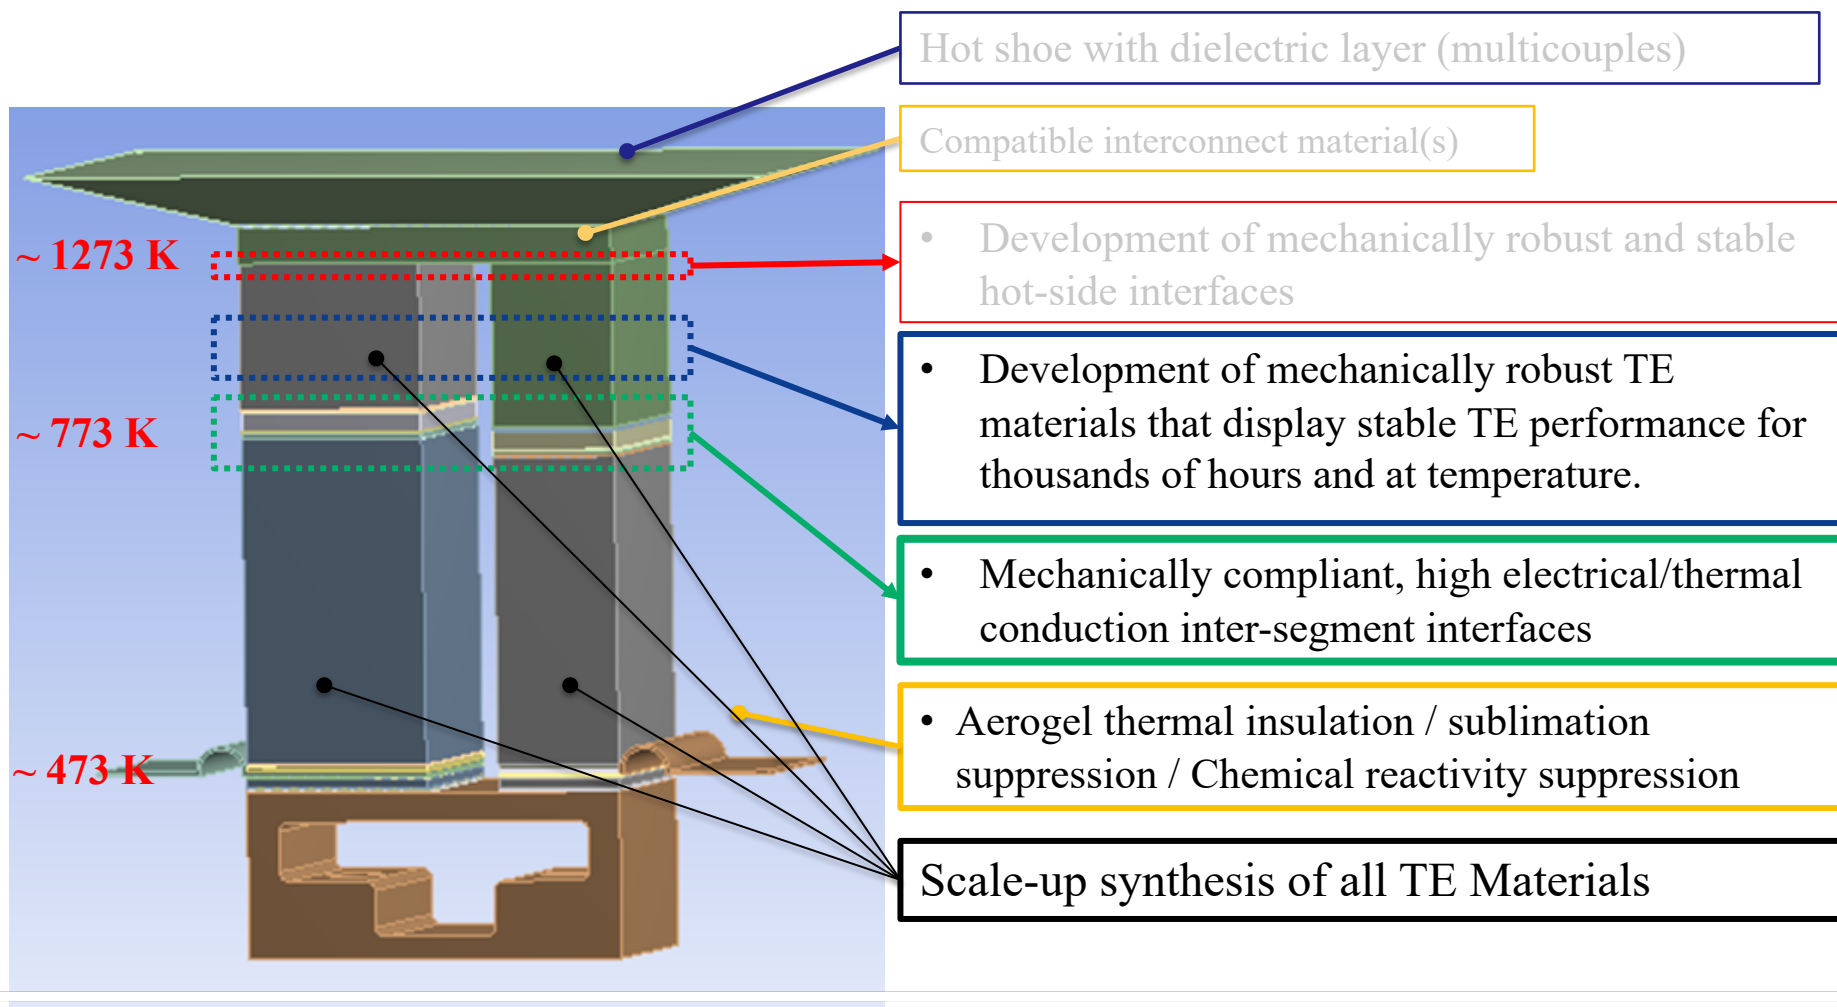 Hot shoe with dielectric layer (multicouples)
Compatible interconnect material(s)
~ 1273 K
• Development of mechanically robust and stable
hot-side interfaces
• Development of mechanically robust TE
materials that display stable TE performance for
thousands of hours and at temperature.
~ 773 K
• Mechanically compliant, high electrical/thermal
conduction inter-segment interfaces
• Aerogel thermal insulation / sublimation
suppression / Chemical reactivity suppression
~ 473 K
Scale-up synthesis of all TE Materials